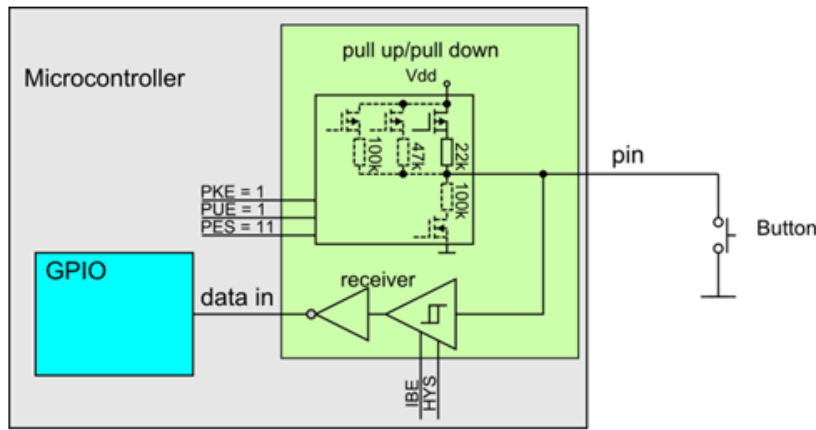 pull up/pull down
Vdd
Microcontroller
100k
47k
22k
100k
pin
PKE = 1
PUE = 1
PES = 11
Button
GPIO
receiver
data in
IBE
HYS